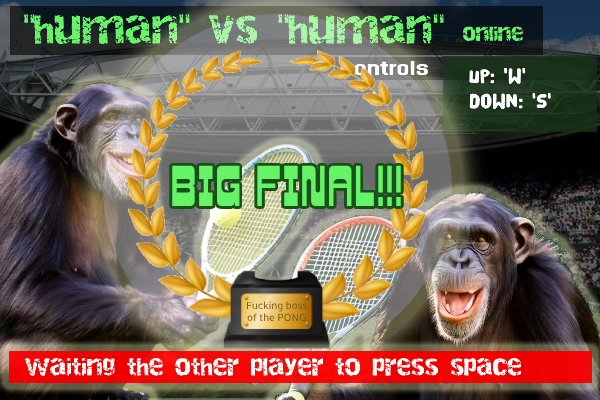 "human" vs "human" online
ontrols
UP: 'W'
DOWN: 'S'
BIG FINAL!!!
Fucking boss
of the PONG
Waiting the other player to press space